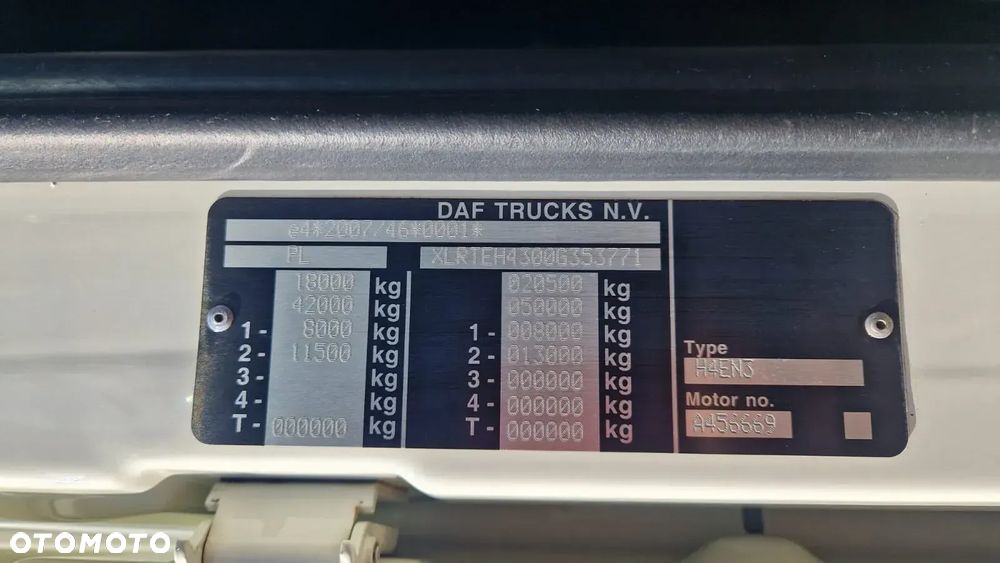 DAF TRUCKS N.V.
e4*2007/46*0001*
PL XLRTEH4300G353771
18000 kg 020500 kg
42000 kg 050000 kg
1- 8000 kg 1- 008000 kg
2- 11500 kg 2- 013000 kg
3- kg 3- 000000 kg
4- kg 4- 000000 kg
T- 000000 kg T- 000000 kg
Type
H4EN3
Motor no.
A456669
OTOMOTO